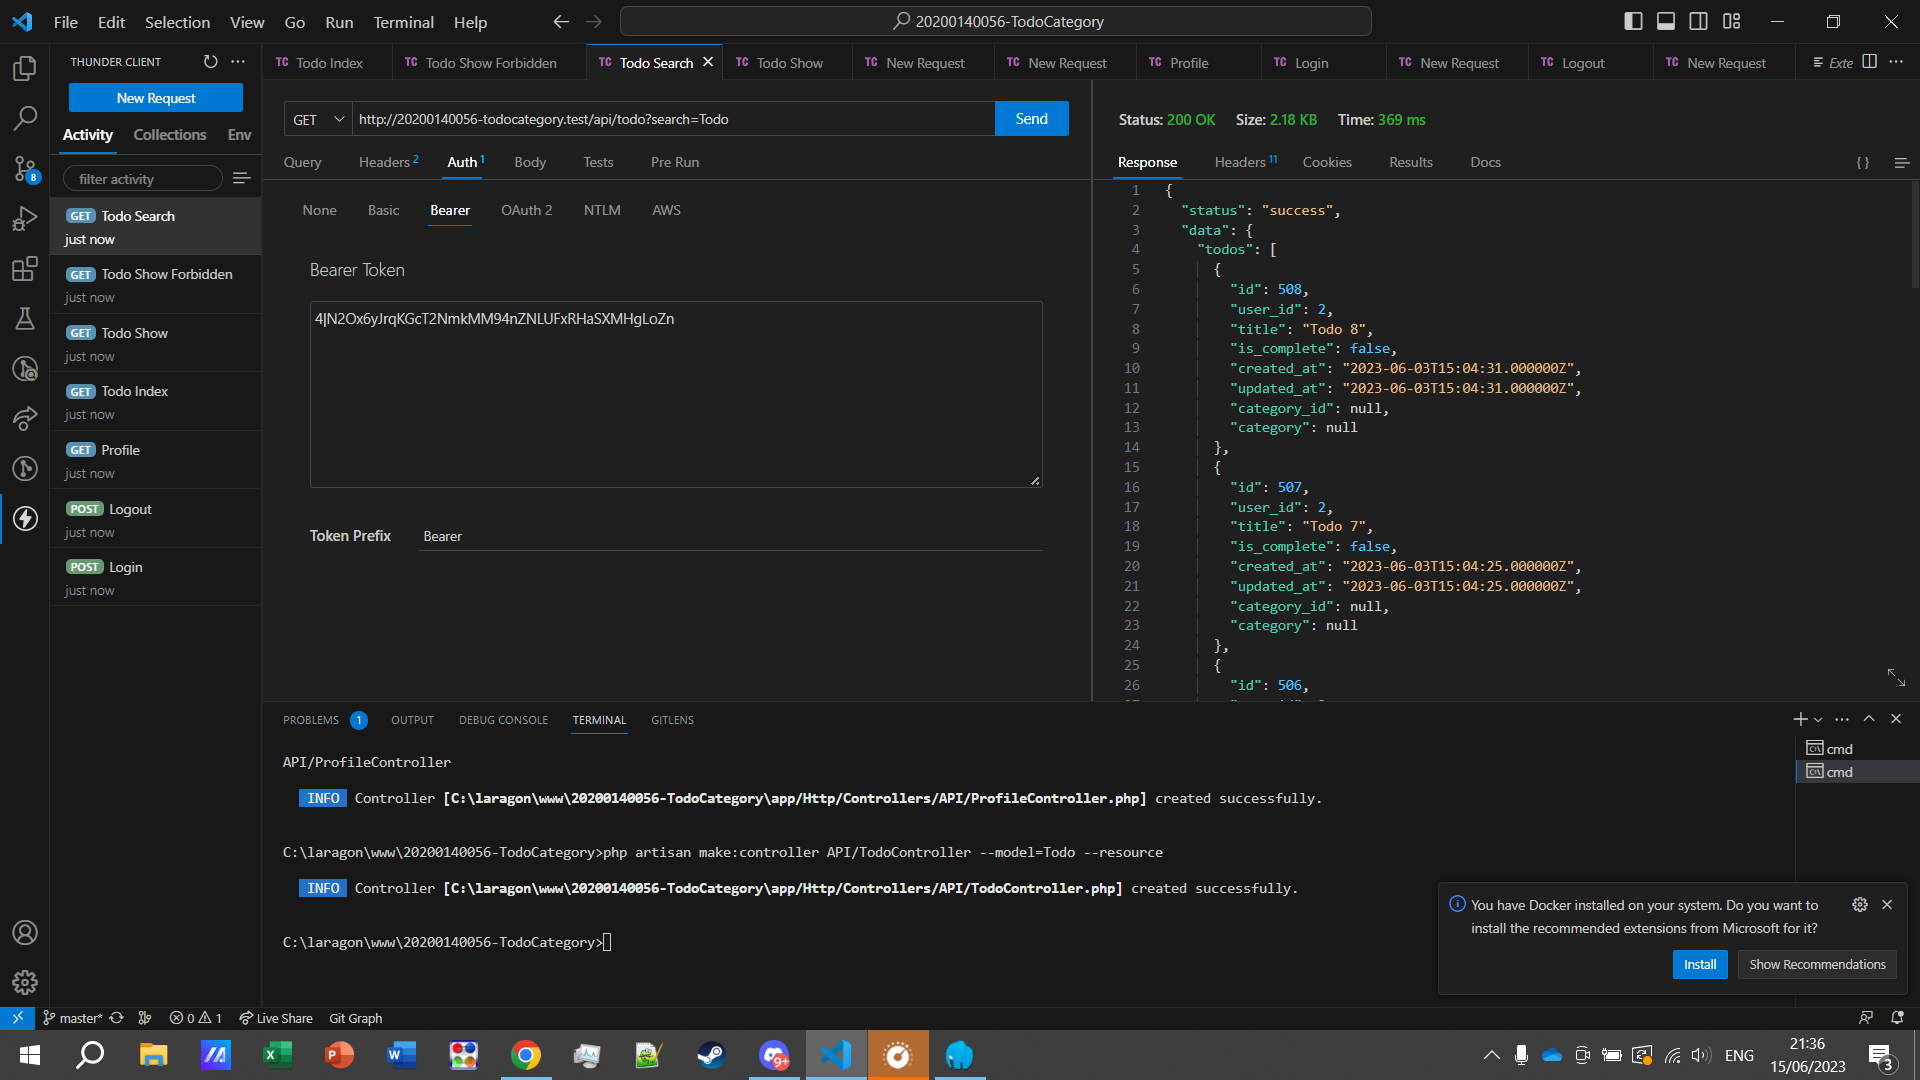 File Edit Selection View Go Run Terminal Help
20200140056-TodoCategory
THUNDER CLIENT
New Request
Activity Collections Env
filter activity
GET Todo Search
just now
GET Todo Show Forbidden
just now
GET Todo Show
just now
GET Todo Index
just now
GET Profile
just now
POST Logout
just now
POST Login
just now
8
TC Todo Index TC Todo Show Forbidden TC Todo Search TC Todo Show TC New Request TC New Request TC Profile TC Login TC New Request TC Logout TC New Request Exte
GET http://20200140056-todocategory.test/api/todo?search=Todo Send
Query Headers 2 Auth 1 Body Tests Pre Run
None Basic Bearer OAuth 2 NTLM AWS
Bearer Token
4|N2Ox6yJrqKGcT2NmkMM94nZNLUFxRHaSXMHgLoZn
Token Prefix Bearer
Status: 200 OK Size: 2.18 KB Time: 369 ms
Response Headers 11 Cookies Results Docs { }
1 {
2 "status": "success",
3 "data": {
4 "todos": [
5 {
6 "id": 508,
7 "user_id": 2,
8 "title": "Todo 8",
9 "is_complete": false,
10 "created_at": "2023-06-03T15:04:31.000000Z",
11 "updated_at": "2023-06-03T15:04:31.000000Z",
12 "category_id": null,
13 "category": null
14 },
15 {
16 "id": 507,
17 "user_id": 2,
18 "title": "Todo 7",
19 "is_complete": false,
20 "created_at": "2023-06-03T15:04:25.000000Z",
21 "updated_at": "2023-06-03T15:04:25.000000Z",
22 "category_id": null,
23 "category": null
24 },
25 {
26 "id": 506,
PROBLEMS 1 OUTPUT DEBUG CONSOLE TERMINAL GITLENS
API/ProfileController
INFO Controller [C:\laragon\www\20200140056-TodoCategory\app/Http/Controllers/API/ProfileController.php] created successfully.
C:\laragon\www\20200140056-TodoCategory>php artisan make:controller API/TodoController --model=Todo --resource
INFO Controller [C:\laragon\www\20200140056-TodoCategory\app/Http/Controllers/API/TodoController.php] created successfully.
C:\laragon\www\20200140056-TodoCategory>
cmd
cmd
You have Docker installed on your system. Do you want to
install the recommended extensions from Microsoft for it?
Install Show Recommendations
master* 0 1 Live Share Git Graph
9+
ENG
21:36
15/06/2023
3